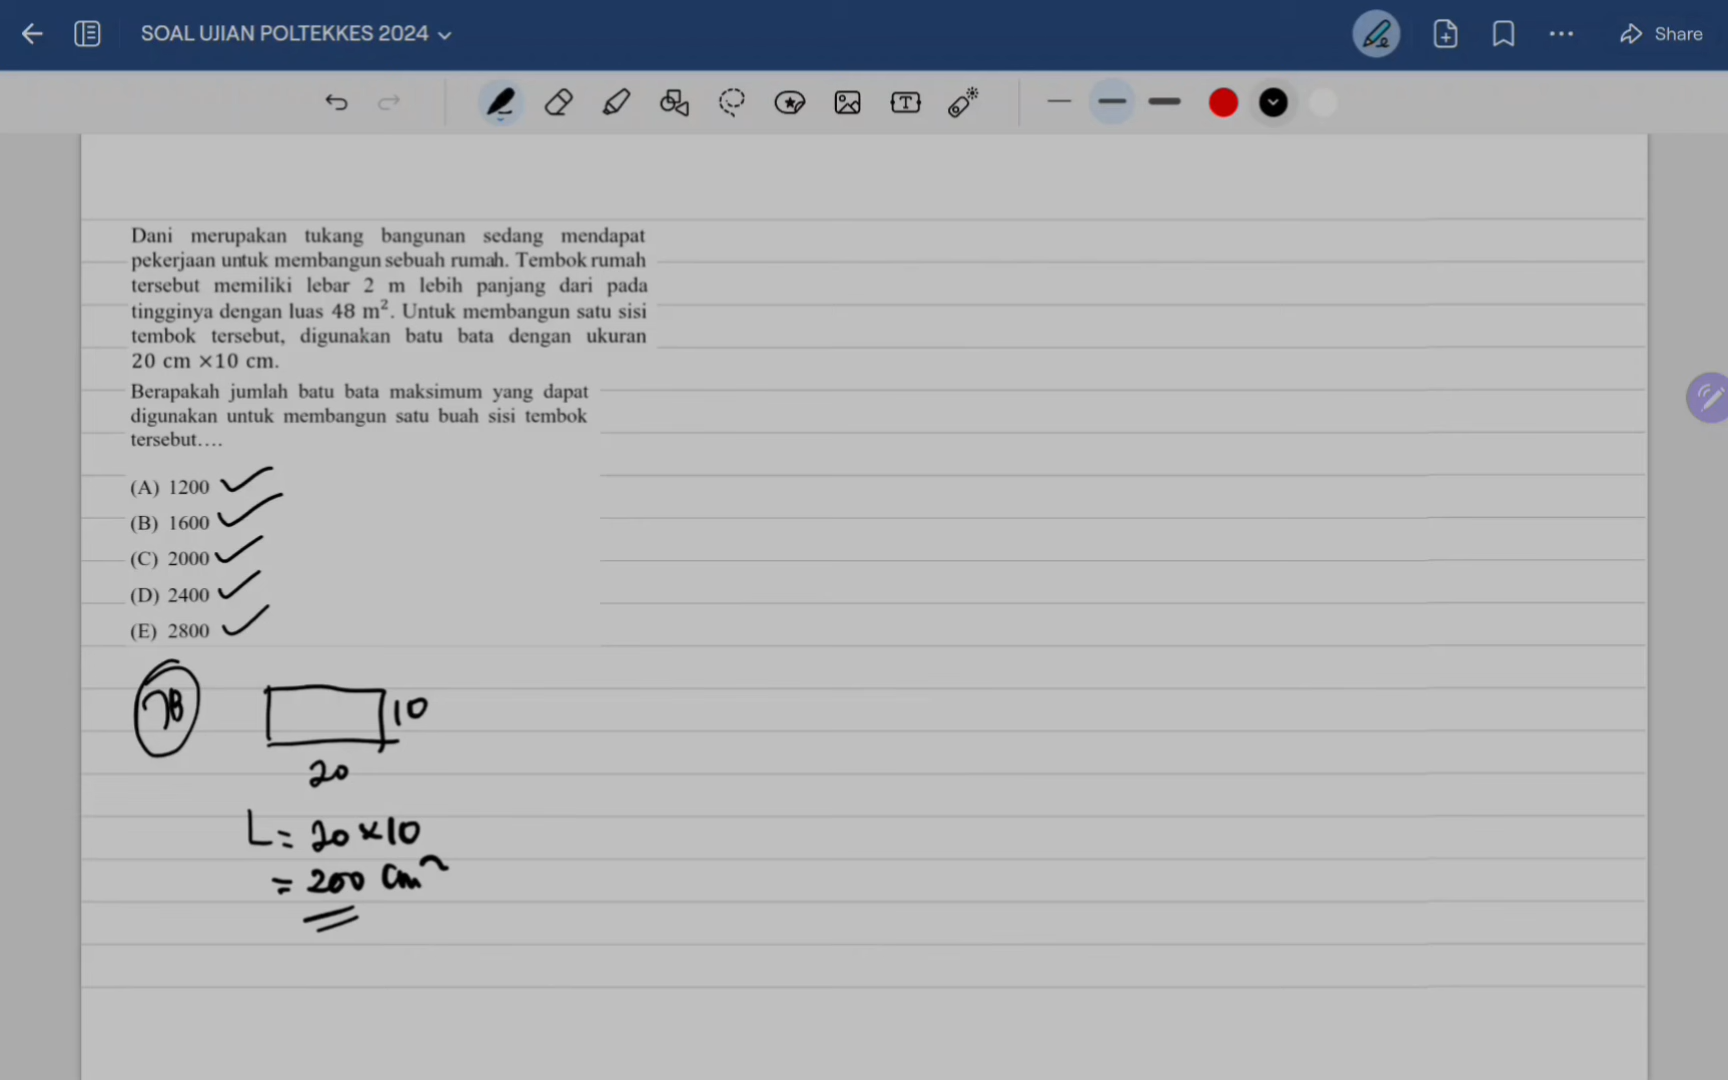 SOAL UJIAN POLTEKKES 2024
Share
Dani merupakan tukang bangunan sedang mendapat
pekerjaan untuk membangun sebuah rumah. Tembok rumah
tersebut memiliki lebar 2 m lebih panjang dari pada
tingginya dengan luas 48 m². Untuk membangun satu sisi
tembok tersebut, digunakan batu bata dengan ukuran
20 cm ×10 cm.
Berapakah jumlah batu bata maksimum yang dapat
digunakan untuk membangun satu buah sisi tembok
tersebut....
(A) 1200
(B) 1600
(C) 2000
(D) 2400
(E) 2800
10
20
L = 20 × 10
= 200 cm²